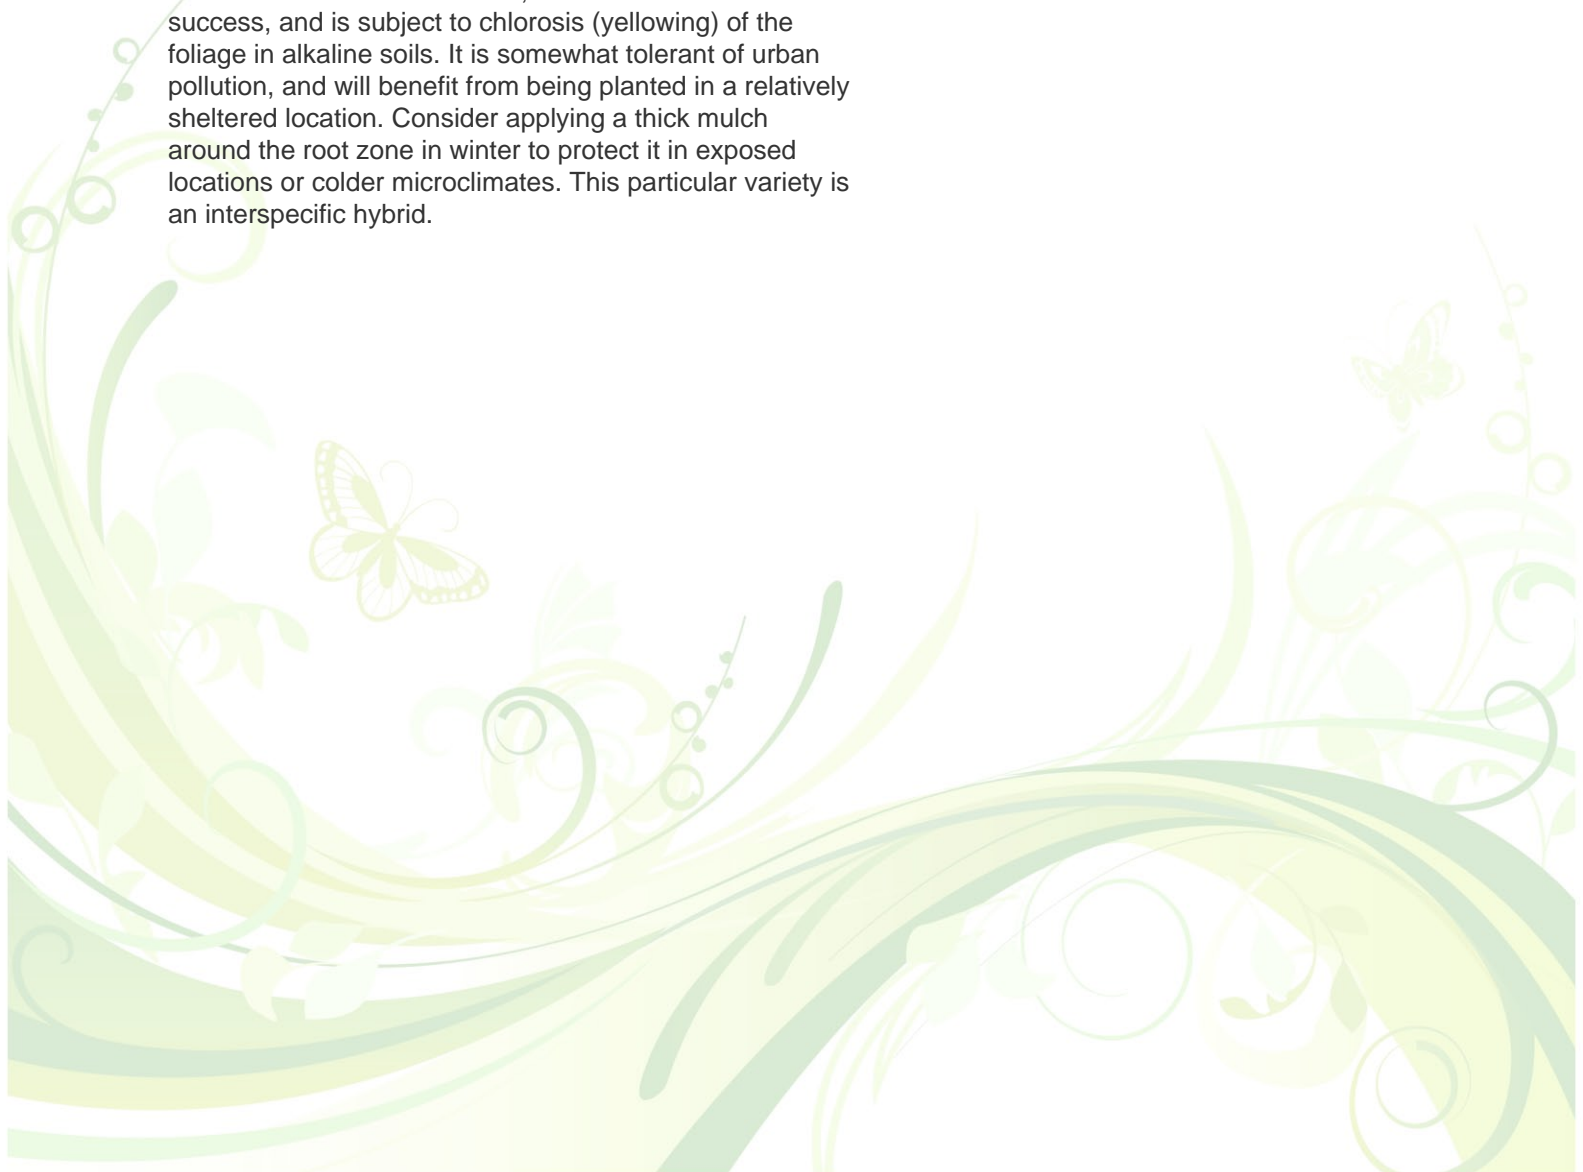 success, and is subject to chlorosis (yellowing) of the
foliage in alkaline soils. It is somewhat tolerant of urban
pollution, and will benefit from being planted in a relatively
sheltered location. Consider applying a thick mulch
around the root zone in winter to protect it in exposed
locations or colder microclimates. This particular variety is
an interspecific hybrid.